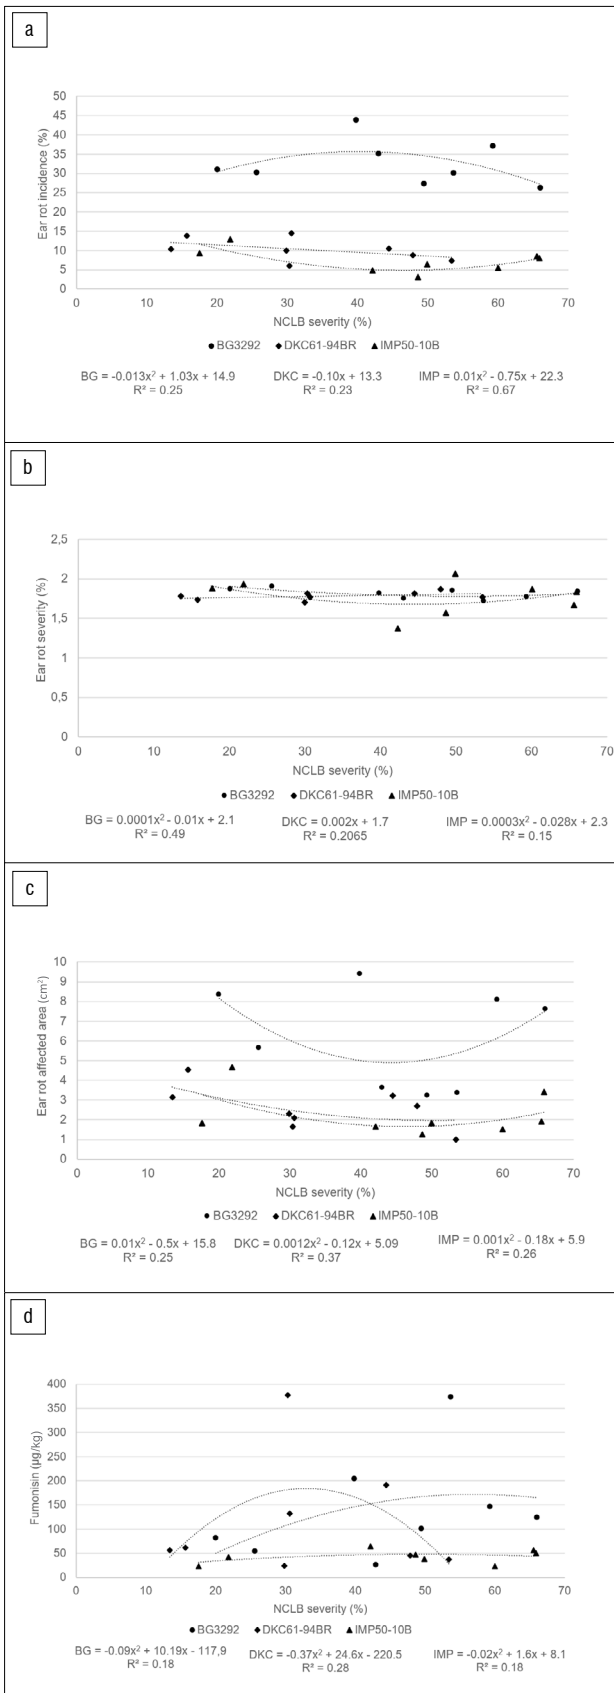 a
Ear rot incidence (%)
50
45
40
35
30
25
20
15
10
5
0
0 10 20 30 40 50 60 70
NCLB severity (%)
● BG3292 ◆ DKC61-94BR ▲ IMP50-10B
BG = -0.013x² + 1.03x + 14.9 DKC = -0.10x + 13.3 IMP = 0.01x² - 0.75x + 22.3
R² = 0.25 R² = 0.23 R² = 0.67
b
Ear rot severity (%)
2,5
2
1,5
1
0,5
0
0 10 20 30 40 50 60 70
NCLB severity (%)
● BG3292 ◆ DKC61-94BR ▲ IMP50-10B
BG = 0.0001x² - 0.01x + 2.1 DKC = 0.002x + 1.7 IMP = 0.0003x² - 0.028x + 2.3
R² = 0.49 R² = 0.2065 R² = 0.15
c
Ear rot affected area (cm²)
10
9
8
7
6
5
4
3
2
1
0
0 10 20 30 40 50 60 70
NCLB severity (%)
● BG3292 ◆ DKC61-94BR ▲ IMP50-10B
BG = 0.01x² - 0.5x + 15.8 DKC = 0.0012x² - 0.12x + 5.09 IMP = 0.001x² - 0.18x + 5.9
R² = 0.25 R² = 0.37 R² = 0.26
d
Fumonisin (µg/kg)
400
350
300
250
200
150
100
50
0
0 10 20 30 40 50 60 70
NCLB severity (%)
● BG3292 ◆ DKC61-94BR ▲ IMP50-10B
BG = -0.09x² + 10.19x - 117,9 DKC = -0.37x² + 24.6x - 220.5 IMP = -0.02x² + 1.6x + 8.1
R² = 0.18 R² = 0.28 R² = 0.18